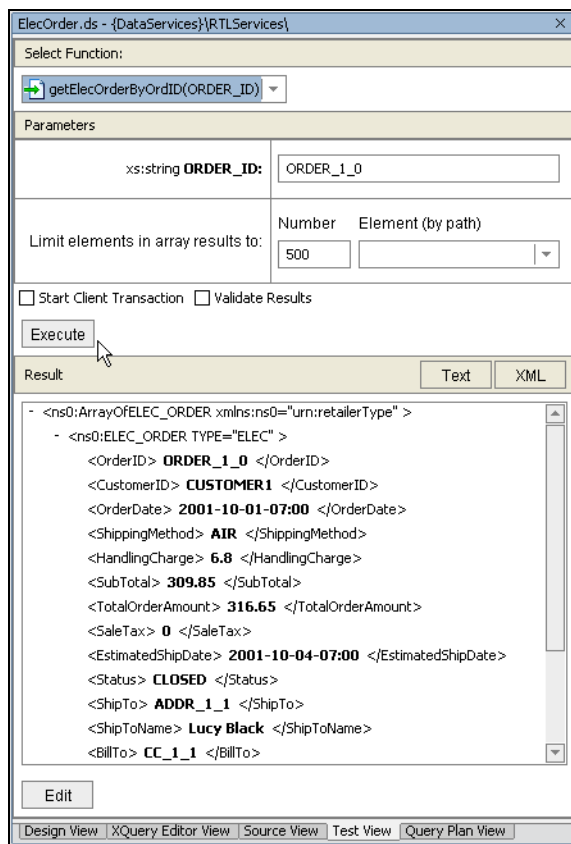 ElecOrder.ds - {DataServices}\RTLServices\
Select Function:
getElecOrderByOrdID(ORDER_ID)
Parameters
xs:string ORDER_ID: ORDER_1_0
Number Element (by path)
Limit elements in array results to: 500
Start Client Transaction Validate Results
Execute
Result Text XML
- <ns0:ArrayOfELEC_ORDER xmlns:ns0="urn:retailerType" >
- <ns0:ELEC_ORDER TYPE="ELEC" >
<OrderID> ORDER_1_0 </OrderID>
<CustomerID> CUSTOMER1 </CustomerID>
<OrderDate> 2001-10-01-07:00 </OrderDate>
<ShippingMethod> AIR </ShippingMethod>
<HandlingCharge> 6.8 </HandlingCharge>
<SubTotal> 309.85 </SubTotal>
<TotalOrderAmount> 316.65 </TotalOrderAmount>
<SaleTax> 0 </SaleTax>
<EstimatedShipDate> 2001-10-04-07:00 </EstimatedShipDate>
<Status> CLOSED </Status>
<ShipTo> ADDR_1_1 </ShipTo>
<ShipToName> Lucy Black </ShipToName>
<BillTo> CC_1_1 </BillTo>
Edit
Design View XQuery Editor View Source View Test View Query Plan View